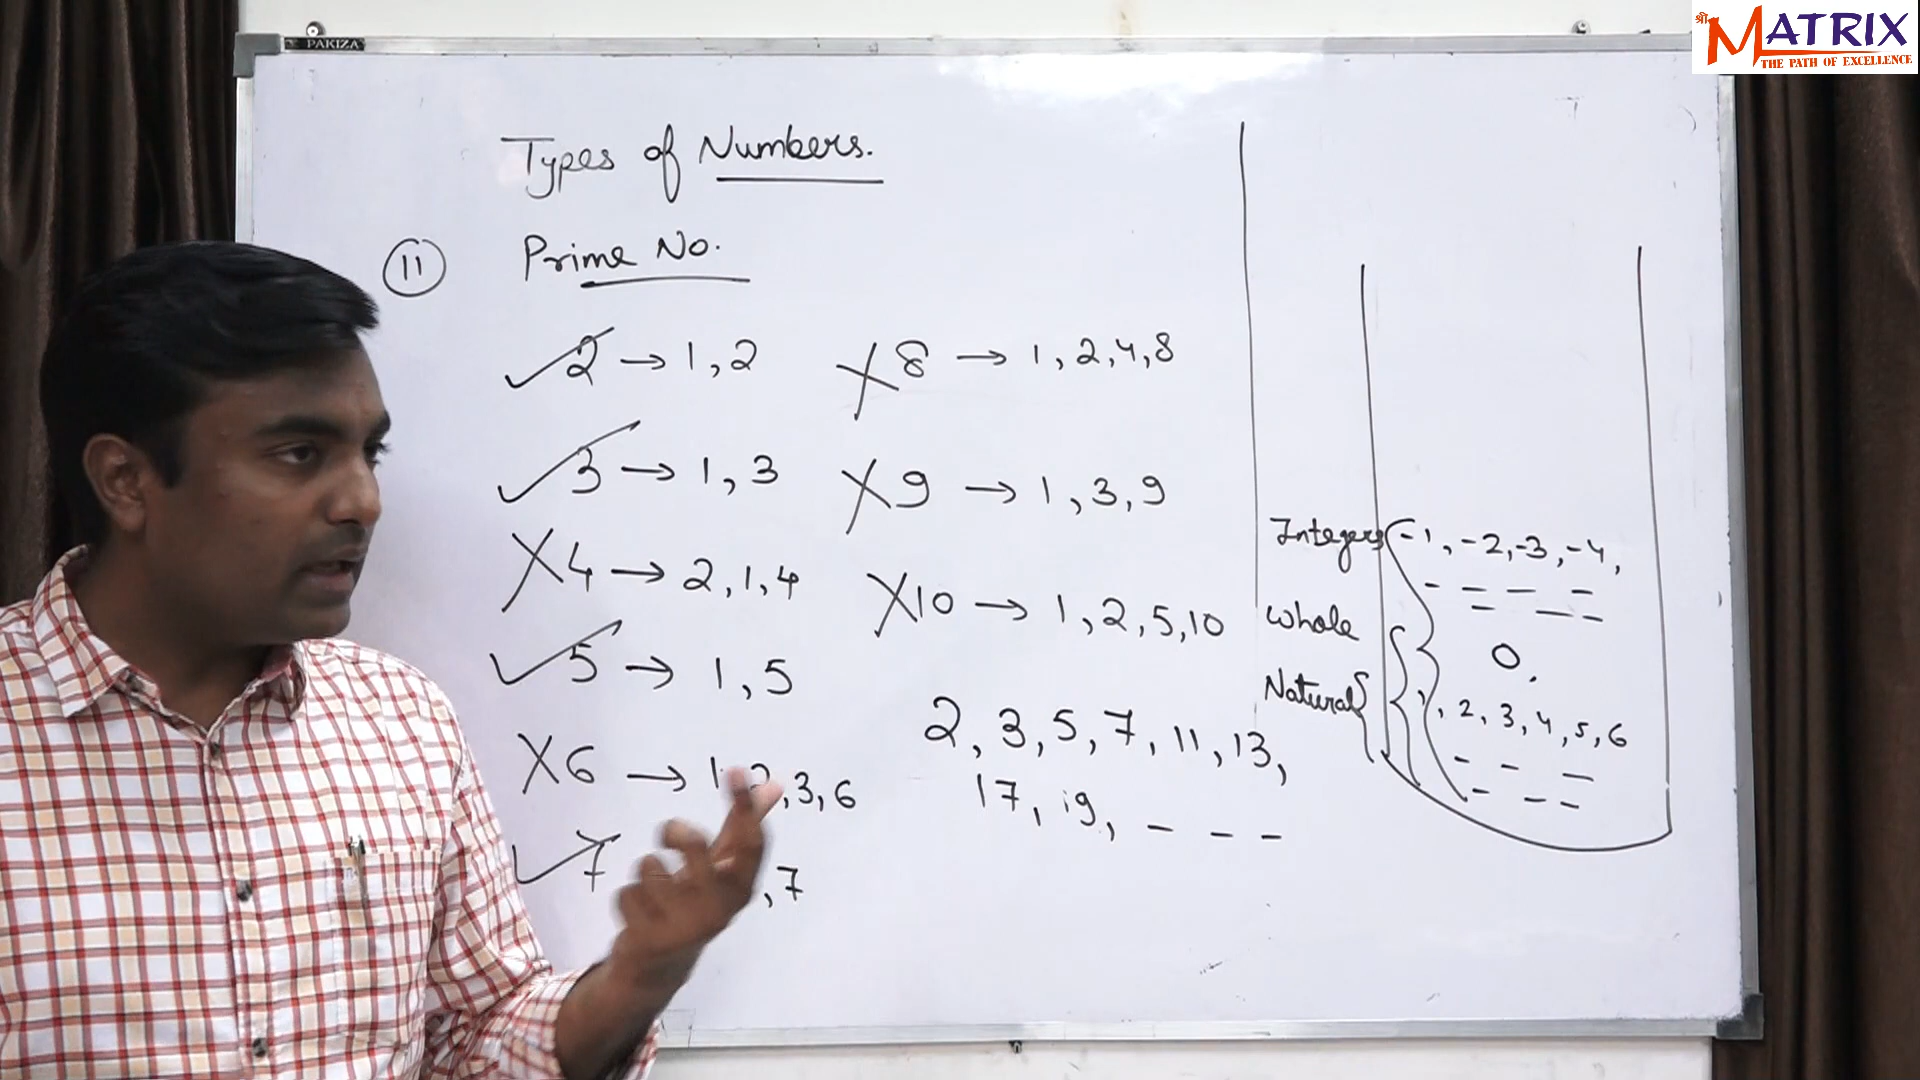 श्री MATRIX
THE PATH OF EXCELLENCE
PAKIZA
Types of Numbers.
11 Prime No.
2 → 1, 2
3 → 1, 3
4 → 2, 1, 4
5 → 1, 5
6 → 1, 2, 3, 6
7 , 7
8 → 1, 2, 4, 8
9 → 1, 3, 9
10 → 1, 2, 5, 10
2, 3, 5, 7, 11, 13,
17, 19, - - -
Integers { -1, -2, -3, -4,
- - - -
- - -
Whole { 0,
Natural { 1, 2, 3, 4, 5, 6
- - -
- - -